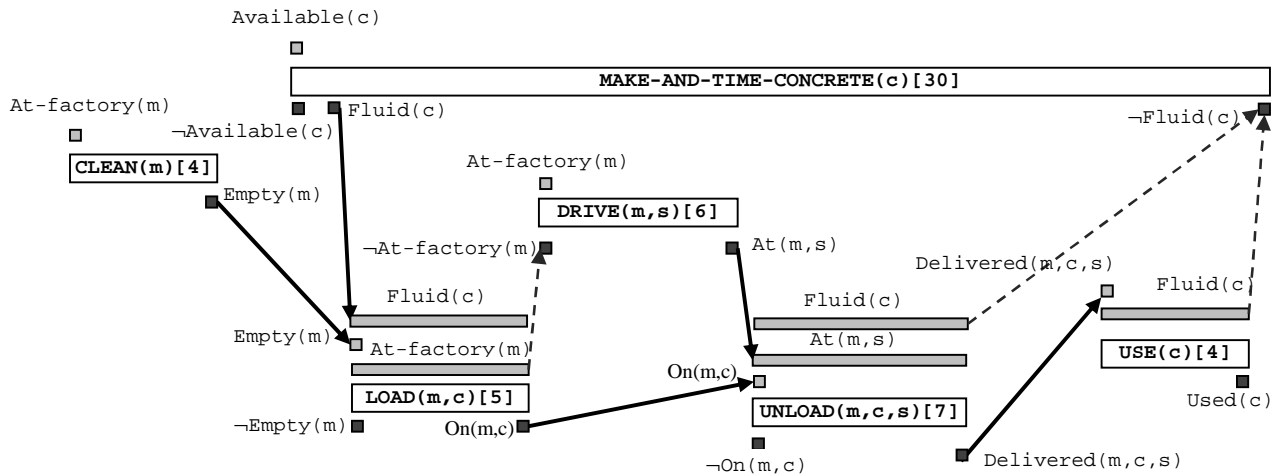 Available(c)
MAKE-AND-TIME-CONCRETE(c)[30]
At-factory(m)
¬Available(c)
Fluid(c)
¬Fluid(c)
CLEAN(m)[4]
At-factory(m)
Empty(m)
DRIVE(m,s)[6]
¬At-factory(m)
At(m,s)
Delivered(m,c,s)
Fluid(c)
Fluid(c)
Fluid(c)
Empty(m)
At-factory(m)
At(m,s)
USE(c)[4]
On(m,c)
LOAD(m,c)[5]
UNLOAD(m,c,s)[7]
Used(c)
¬Empty(m)
On(m,c)
¬On(m,c)
Delivered(m,c,s)